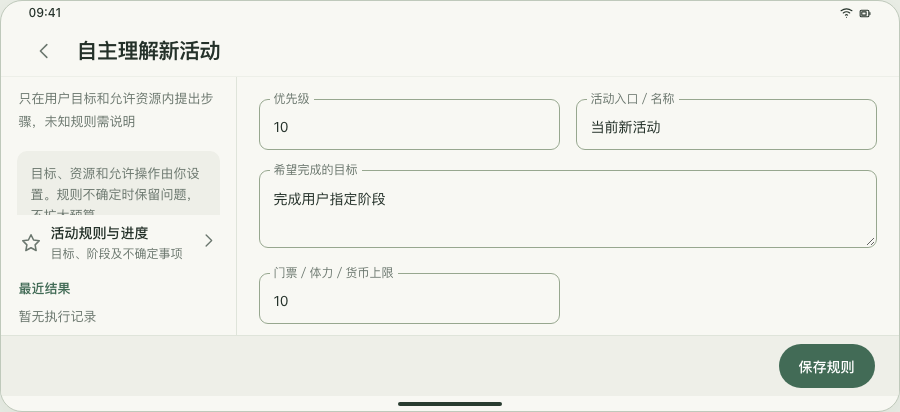 09:41
自主理解新活动
只在用户目标和允许资源内提出步
骤，未知规则需说明
目标、资源和允许操作由你设
置。规则不确定时保留问题，
不扩大预算
活动规则与进度
目标、阶段及不确定事项
最近结果
暂无执行记录
优先级
10
活动入口 / 名称
当前新活动
希望完成的目标
完成用户指定阶段
门票 / 体力 / 货币上限
10
保存规则